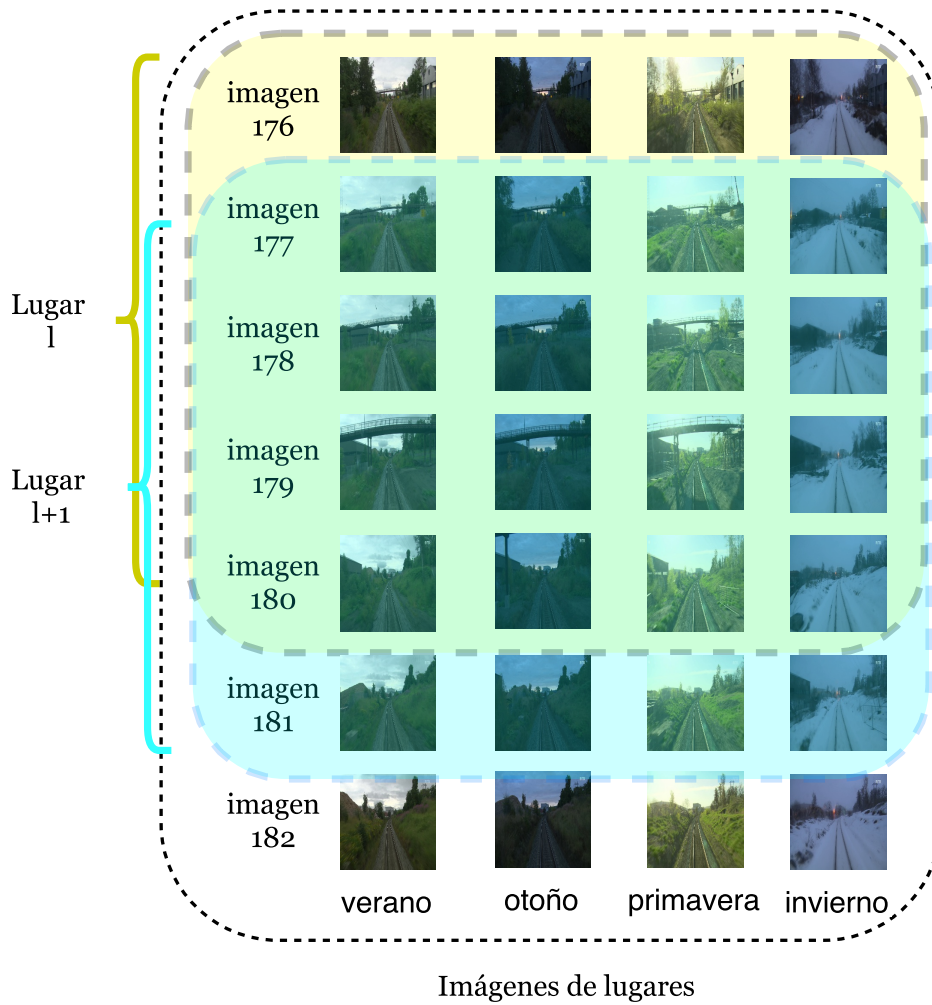 imagen
176
imagen
177
imagen
178
Lugar
l
imagen
179
Lugar
l+1
imagen
180
imagen
181
imagen
182
verano otoño primavera invierno
Imágenes de lugares